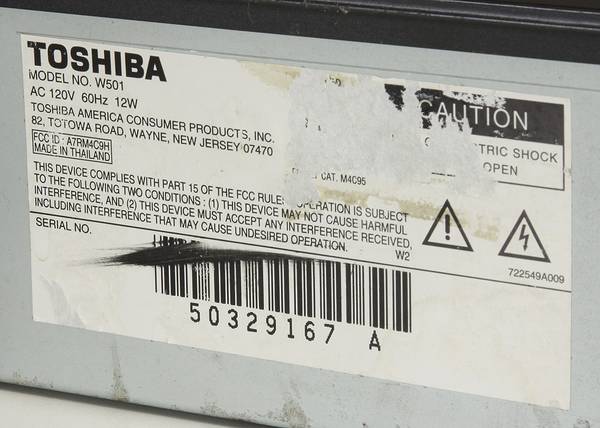 TOSHIBA
MODEL NO. W501
AC 120V 60Hz 12W
TOSHIBA AMERICA CONSUMER PRODUCTS, INC.
82, TOTOWA ROAD, WAYNE, NEW JERSEY 07470
FCC ID : A7RM4C9H
MADE IN THAILAND
CAUTION
SHOCK
OPEN
CAT. M4C95
THIS DEVICE COMPLIES WITH PART 15 OF THE FCC RULES OPERATION IS SUBJECT
TO THE FOLLOWING TWO CONDITIONS : (1) THIS DEVICE MAY NOT CAUSE HARMFUL
INTERFERENCE, AND (2) THIS DEVICE MUST ACCEPT ANY INTERFERENCE RECEIVED,
INCLUDING INTERFERENCE THAT MAY CAUSE UNDESIRED OPERATION.
W2
722549A009
SERIAL NO.
50329167 A